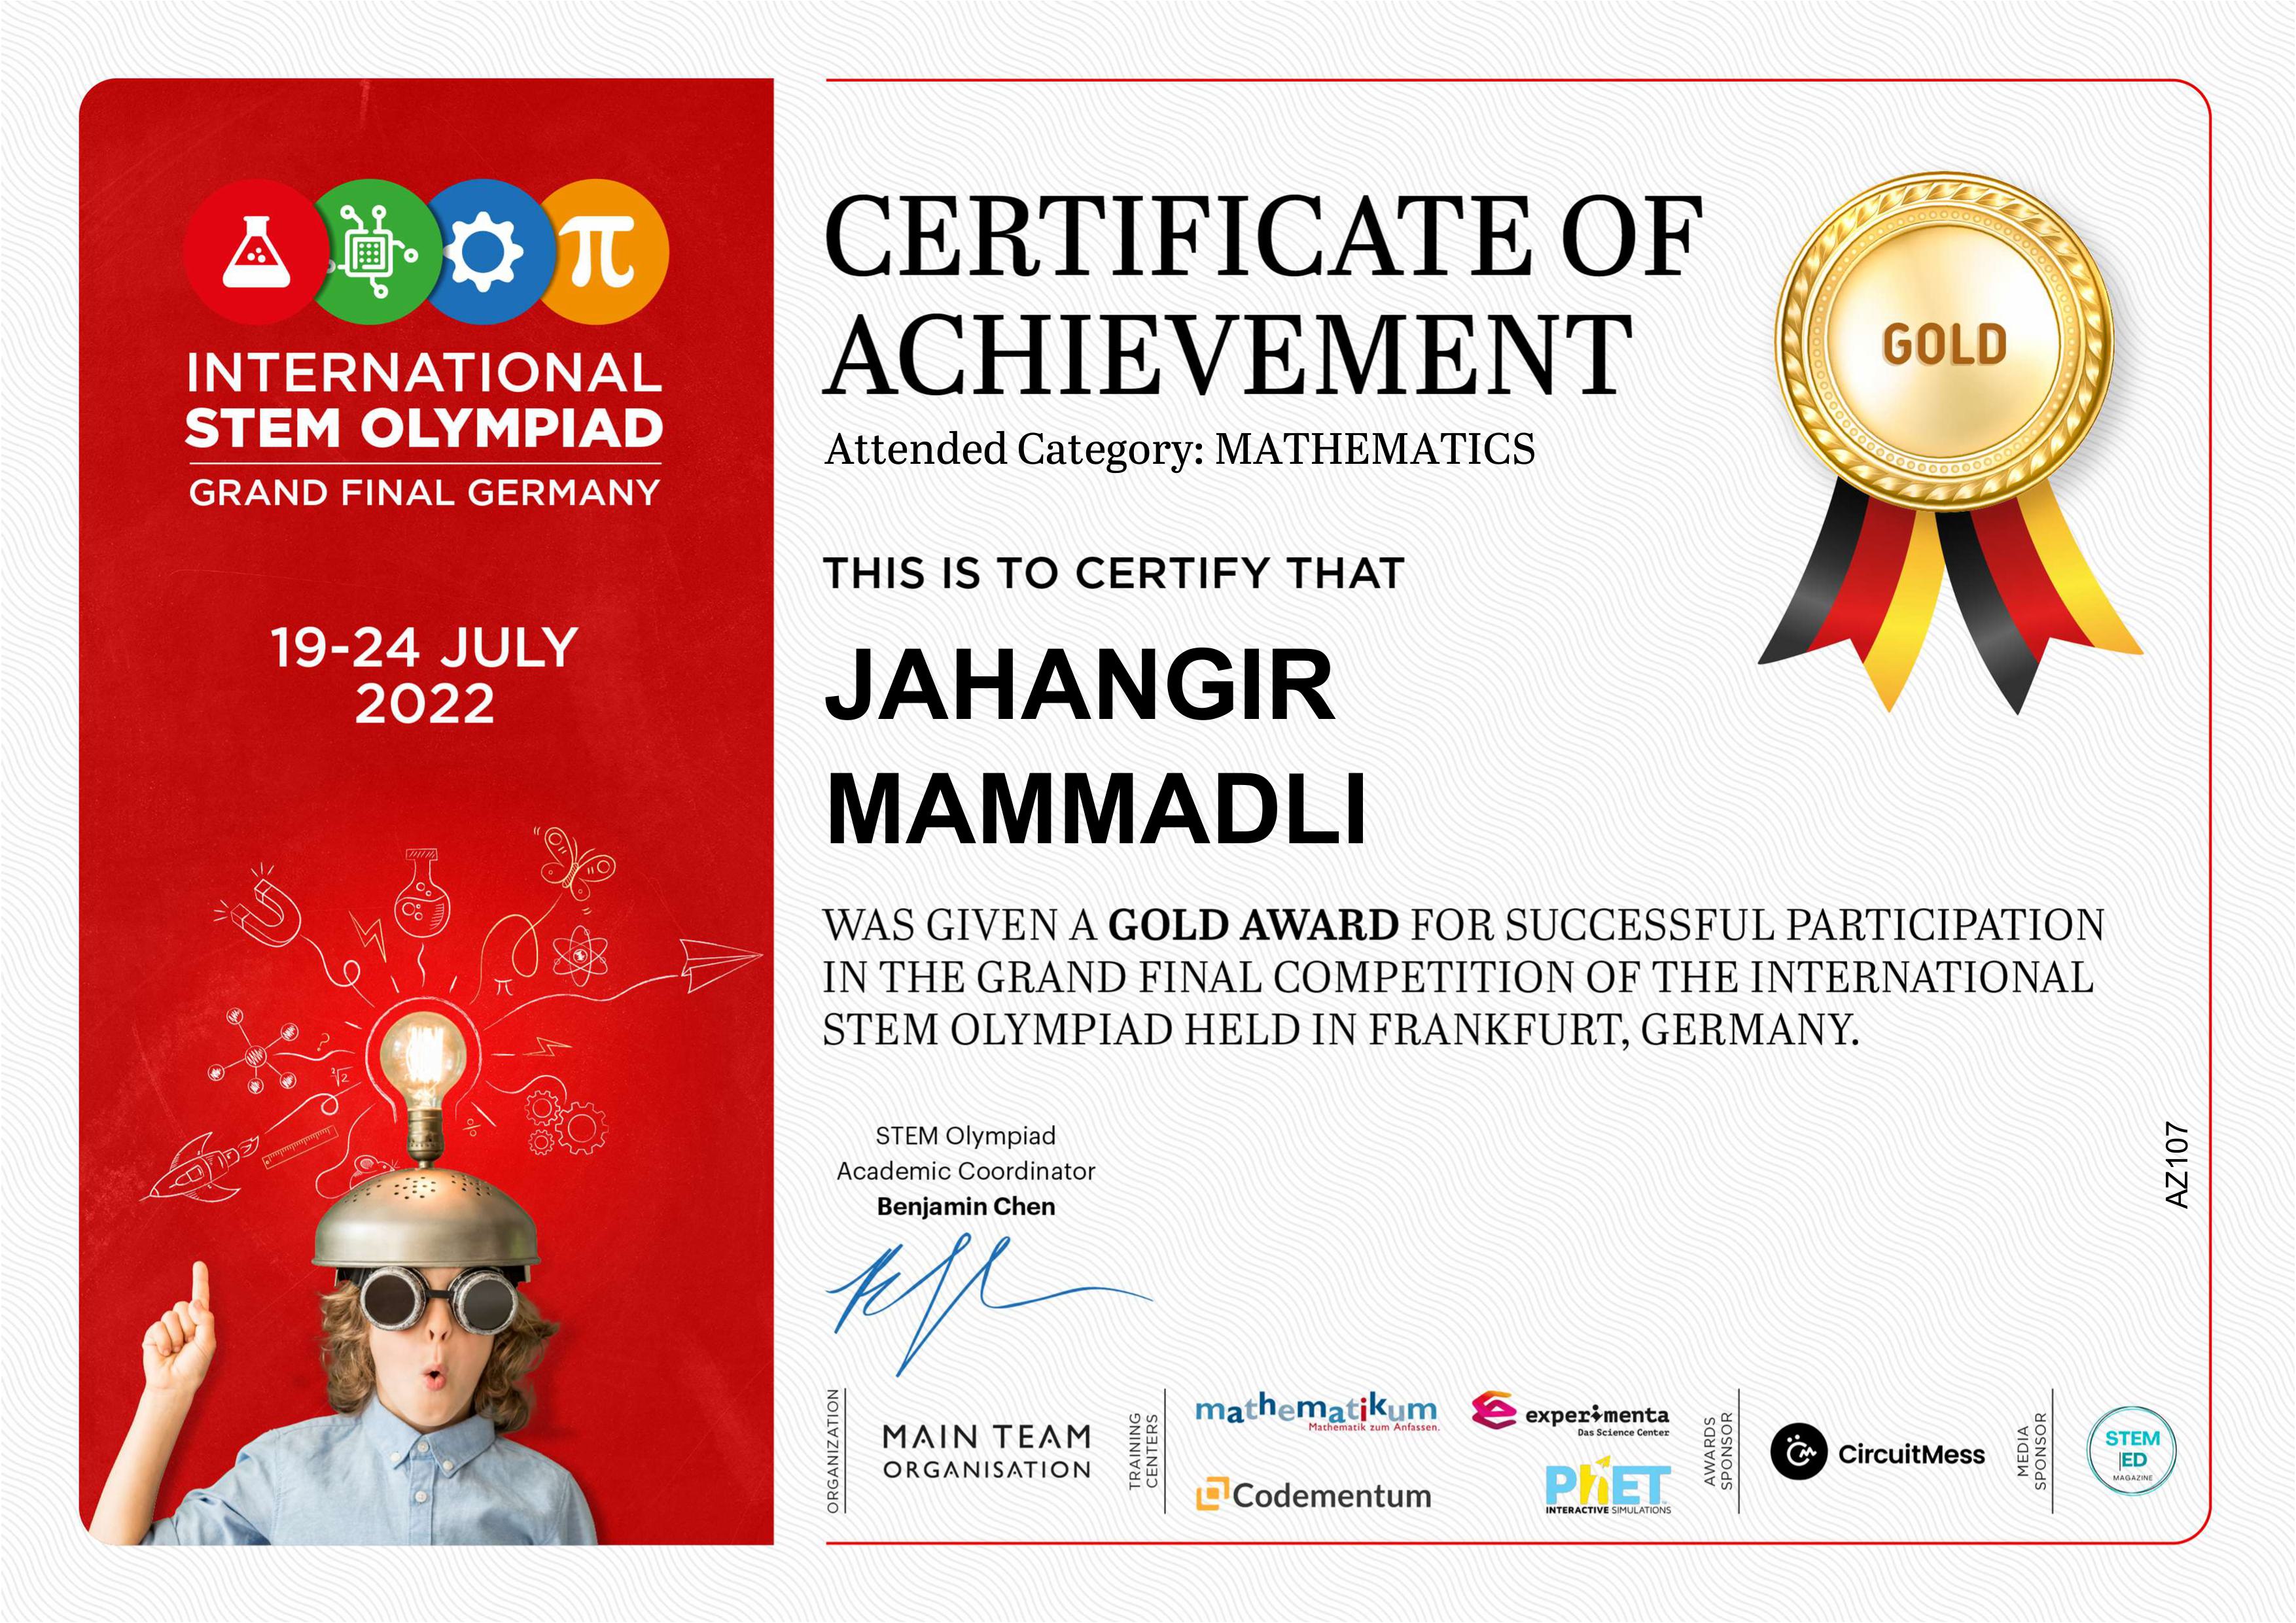 INTERNATIONAL
STEM OLYMPIAD
GRAND FINAL GERMANY
19-24 JULY
2022
CERTIFICATE OF
ACHIEVEMENT
Attended Category: MATHEMATICS
GOLD
THIS IS TO CERTIFY THAT
JAHANGIR
MAMMADLI
WAS GIVEN A GOLD AWARD FOR SUCCESSFUL PARTICIPATION
IN THE GRAND FINAL COMPETITION OF THE INTERNATIONAL
STEM OLYMPIAD HELD IN FRANKFURT, GERMANY.
STEM Olympiad
Academic Coordinator
Benjamin Chen
AZ107
ORGANIZATION
MAIN TEAM
ORGANISATION
TRAINING
CENTERS
mathematikum
Mathematik zum Anfassen.
experimenta
Das Science Center
Codementum
PhET
INTERACTIVE SIMULATIONS
AWARDS
SPONSOR
CircuitMess
MEDIA
SPONSOR
STEM
ED
MAGAZINE